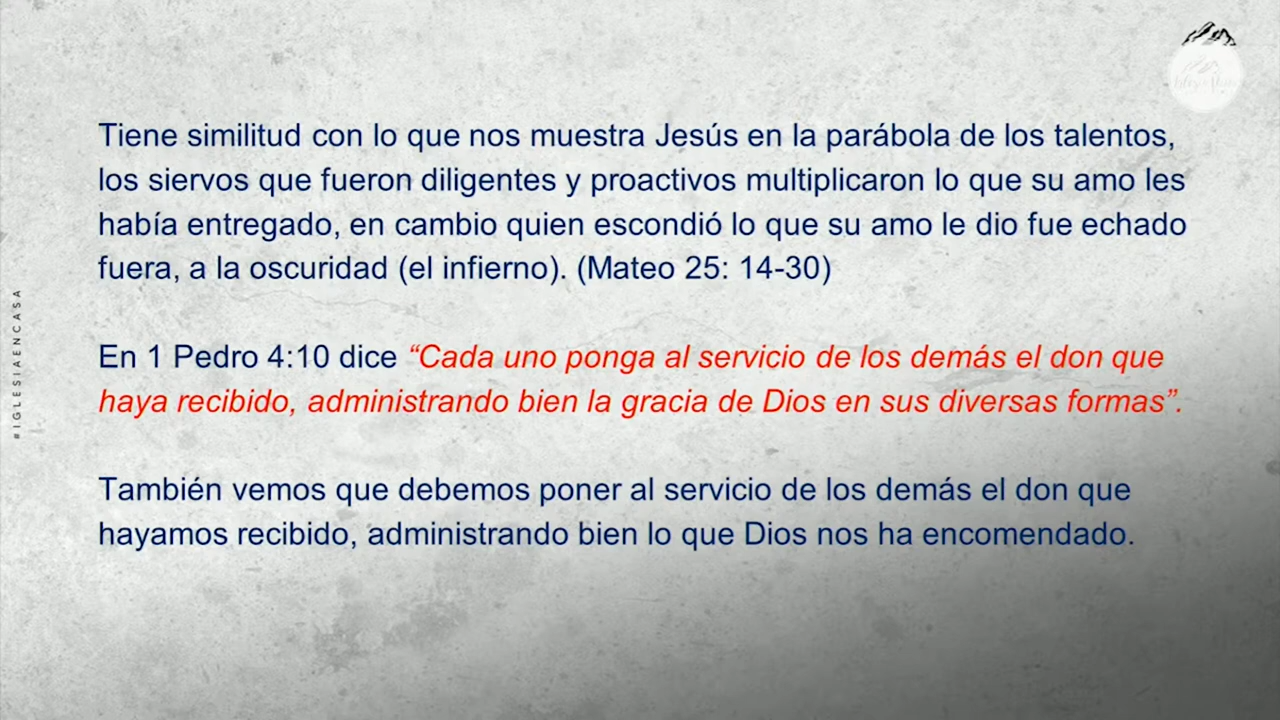 Tiene similitud con lo que nos muestra Jesús en la parábola de los talentos,
los siervos que fueron diligentes y proactivos multiplicaron lo que su amo les
había entregado, en cambio quien escondió lo que su amo le dio fue echado
fuera, a la oscuridad (el infierno). (Mateo 25: 14-30)
En 1 Pedro 4:10 dice “Cada uno ponga al servicio de los demás el don que
haya recibido, administrando bien la gracia de Dios en sus diversas formas”.
También vemos que debemos poner al servicio de los demás el don que
hayamos recibido, administrando bien lo que Dios nos ha encomendado.
#IGLESIAENCASA